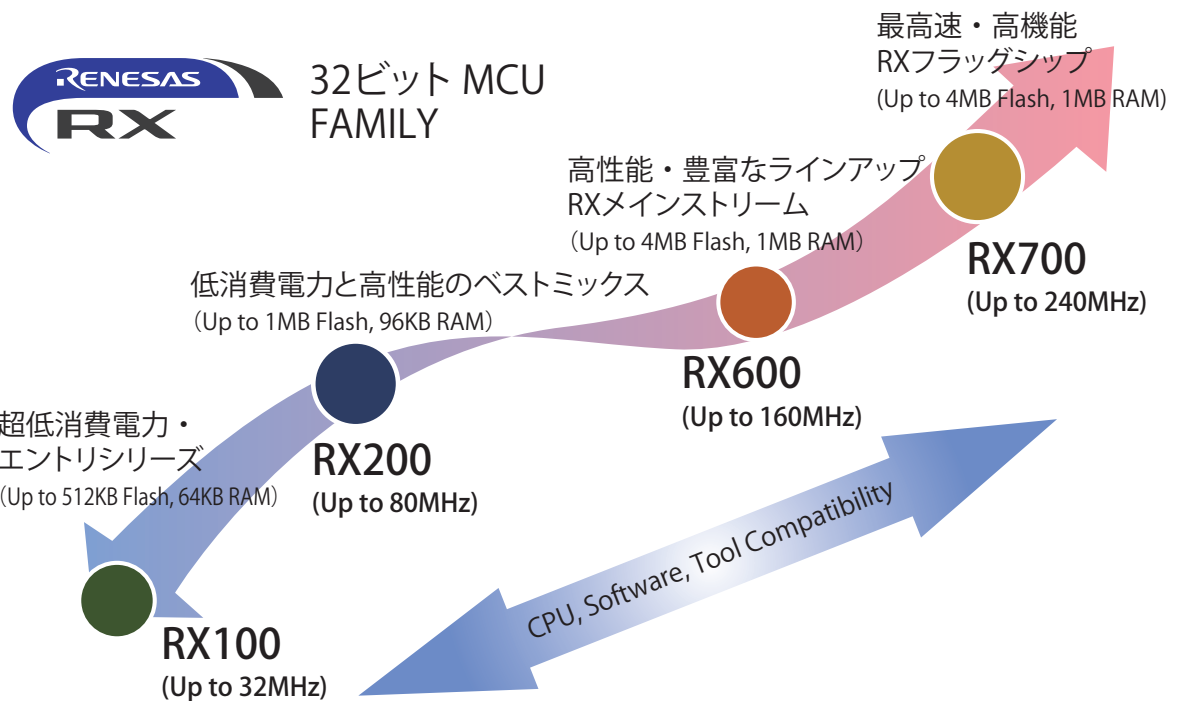 RENESAS
RX
32ビット MCU
FAMILY
最高速・高機能
RXフラッグシップ
(Up to 4MB Flash, 1MB RAM)
RX700
(Up to 240MHz)
高性能・豊富なラインアップ
RXメインストリーム
（Up to 4MB Flash, 1MB RAM）
RX600
(Up to 160MHz)
低消費電力と高性能のベストミックス
（Up to 1MB Flash, 96KB RAM）
RX200
(Up to 80MHz)
超低消費電力・
エントリシリーズ
（Up to 512KB Flash, 64KB RAM）
RX100
(Up to 32MHz)
CPU, Software, Tool Compatibility